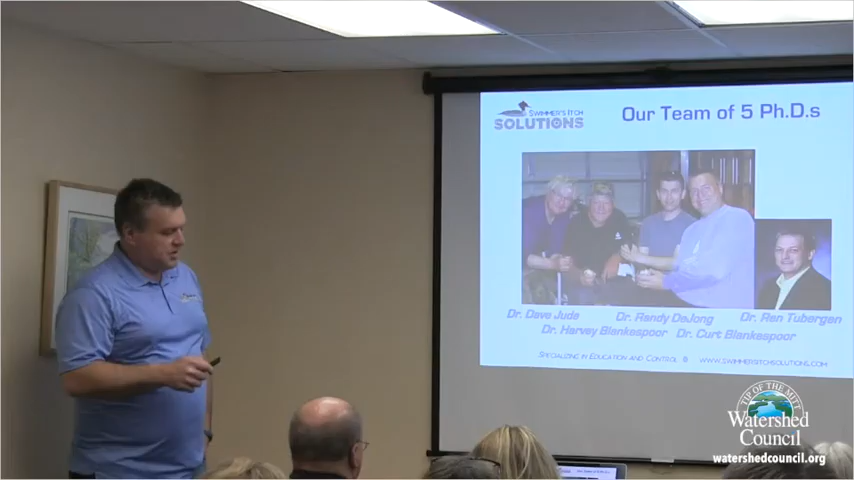 SWIMMER'S ITCH
SOLUTIONS
Our Team of 5 Ph.D.s
Dr. Dave Jude Dr. Randy DeJong Dr. Ron Tubergen
Dr. Harvey Blankespoor Dr. Curt Blankespoor
SPECIALIZING IN EDUCATION AND CONTROL WWW.SWIMMERSITCHSOLUTIONS.COM
TIP OF THE MITT
Watershed
Council
watershedcouncil.org